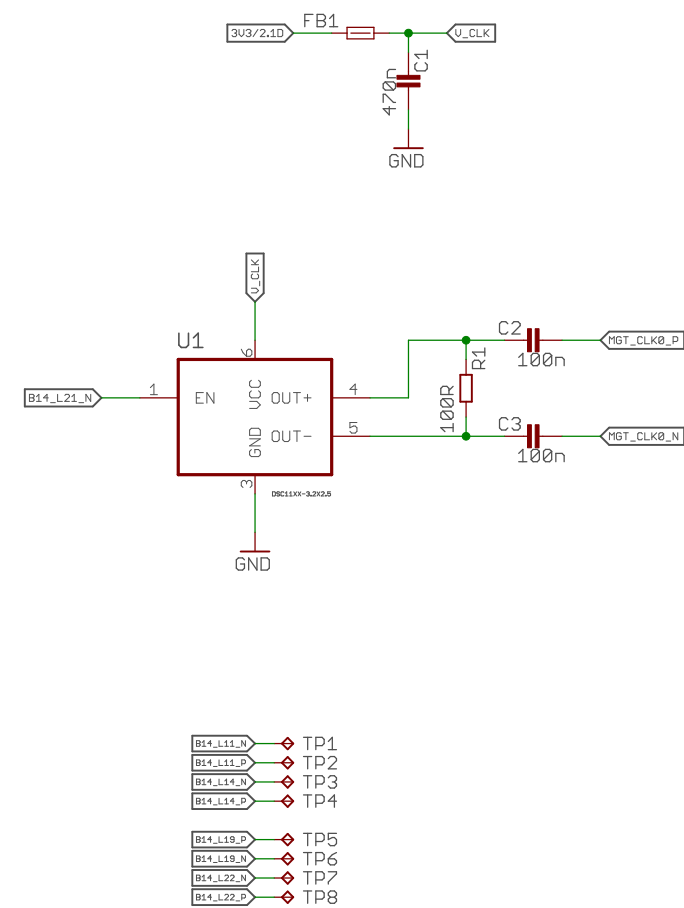 FB1
3V3/2.1D
V_CLK
C1
470n
GND
V_CLK
U1
6
B14_L21_N
1
EN
VCC
OUT+
4
GND
OUT-
5
3
DSC11XX-3.2X2.5
GND
C2
100n
MGT_CLK0_P
R1
100R
C3
100n
MGT_CLK0_N
B14_L11_N TP1
B14_L11_P TP2
B14_L14_N TP3
B14_L14_P TP4
B14_L19_P TP5
B14_L19_N TP6
B14_L22_N TP7
B14_L22_P TP8